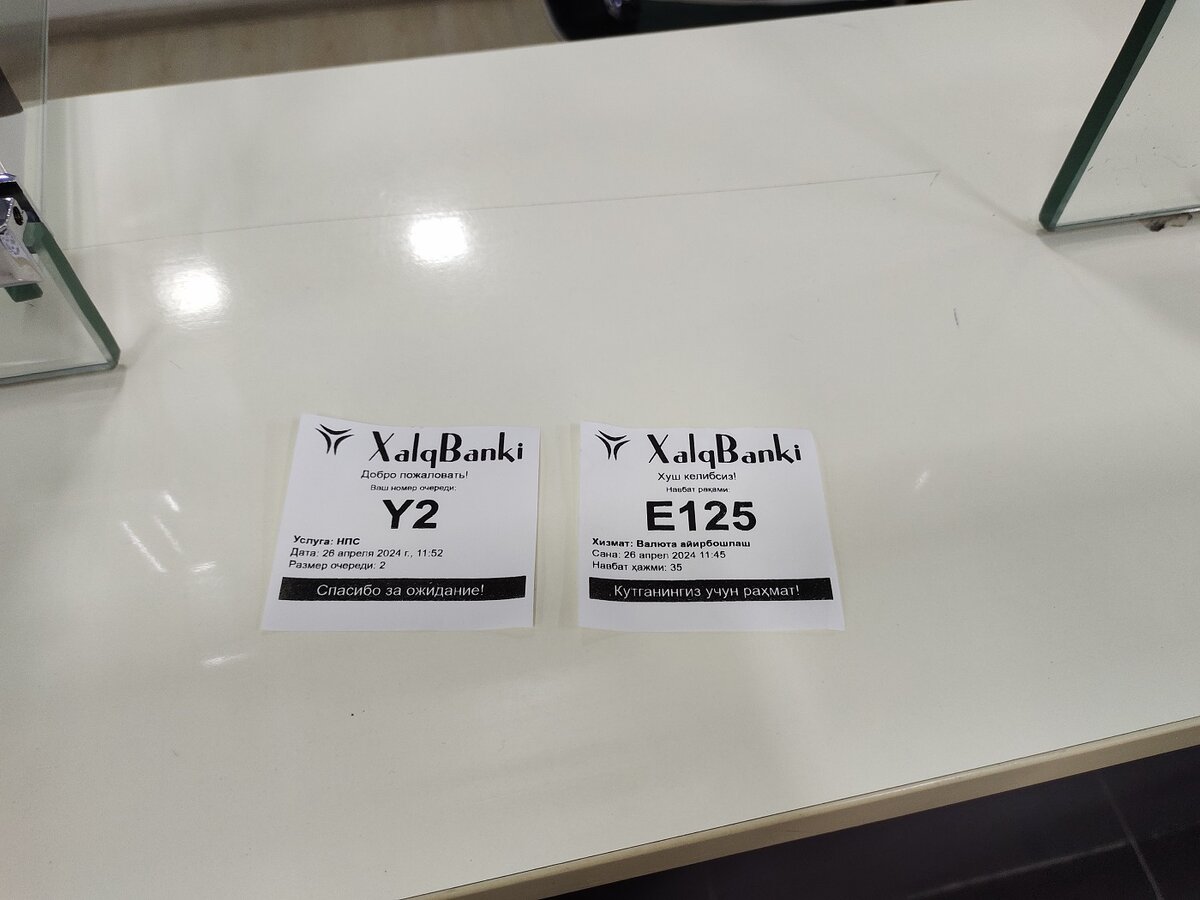 XalqBanki
Добро пожаловать!
Ваш номер очереди:
Y2
Услуга: НПС
Дата: 26 апреля 2024 г., 11:52
Размер очереди: 2
Спасибо за ожидание!
XalqBanki
Хуш келибсиз!
Навбат рақами:
E125
Хизмат: Валюта айирбошлаш
Сана: 26 апрел 2024 11:45
Навбат ҳажми: 35
Кутганингиз учун раҳмат!